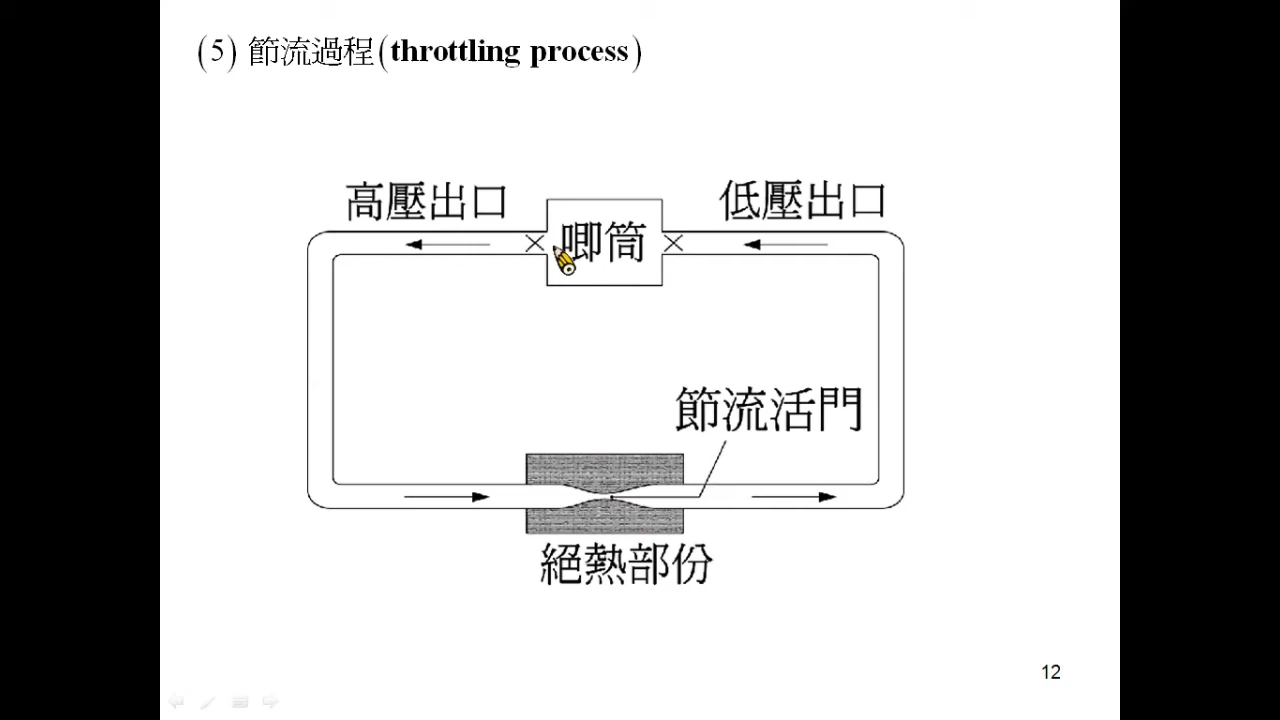 (5) 節流過程(throttling process)
高壓出口
唧筒
低壓出口
節流活門
絕熱部份
12